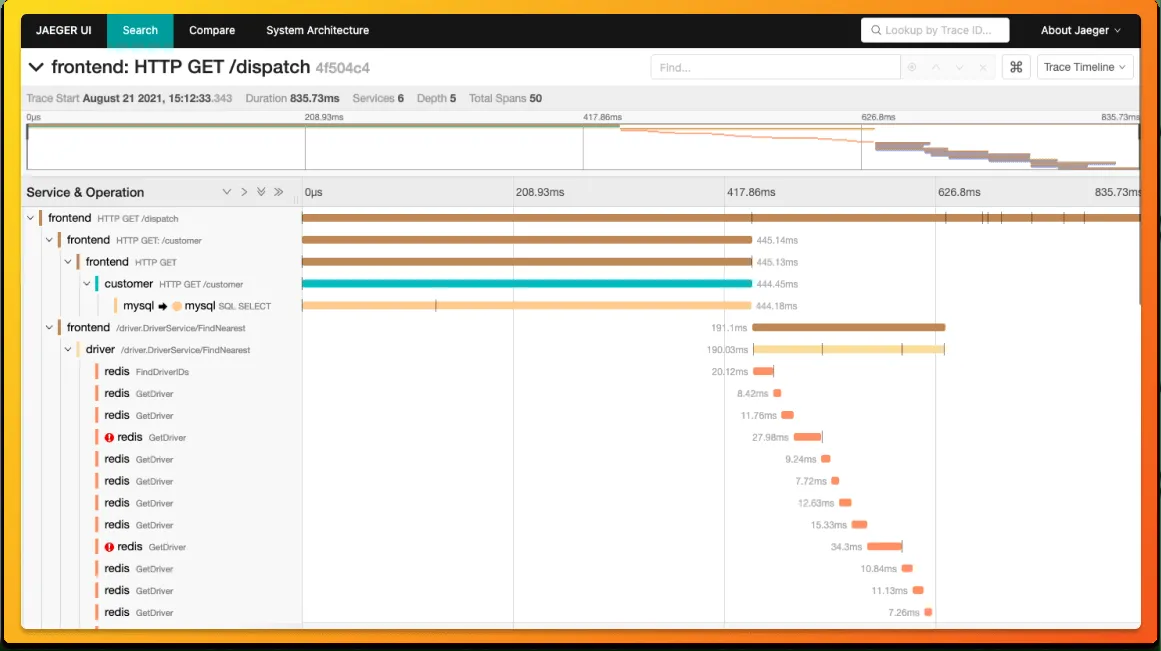 JAEGER UI Search Compare System Architecture Lookup by Trace ID... About Jaeger
frontend: HTTP GET /dispatch 4f504c4 Find... ⌘ Trace Timeline
Trace Start August 21 2021, 15:12:33.343 Duration 835.73ms Services 6 Depth 5 Total Spans 50
0μs 208.93ms 417.86ms 626.8ms 835.73ms
Service & Operation 0μs 208.93ms 417.86ms 626.8ms 835.73ms
frontend HTTP GET /dispatch
frontend HTTP GET: /customer 445.14ms
frontend HTTP GET 445.13ms
customer HTTP GET /customer 444.45ms
mysql mysql SQL SELECT 444.18ms
frontend /driver.DriverService/FindNearest 191.1ms
driver /driver.DriverService/FindNearest 190.03ms
redis FindDriverIDs 20.12ms
redis GetDriver 8.42ms
redis GetDriver 11.76ms
redis GetDriver 27.98ms
redis GetDriver 9.24ms
redis GetDriver 7.72ms
redis GetDriver 12.63ms
redis GetDriver 15.33ms
redis GetDriver 34.3ms
redis GetDriver 10.84ms
redis GetDriver 11.13ms
redis GetDriver 7.26ms